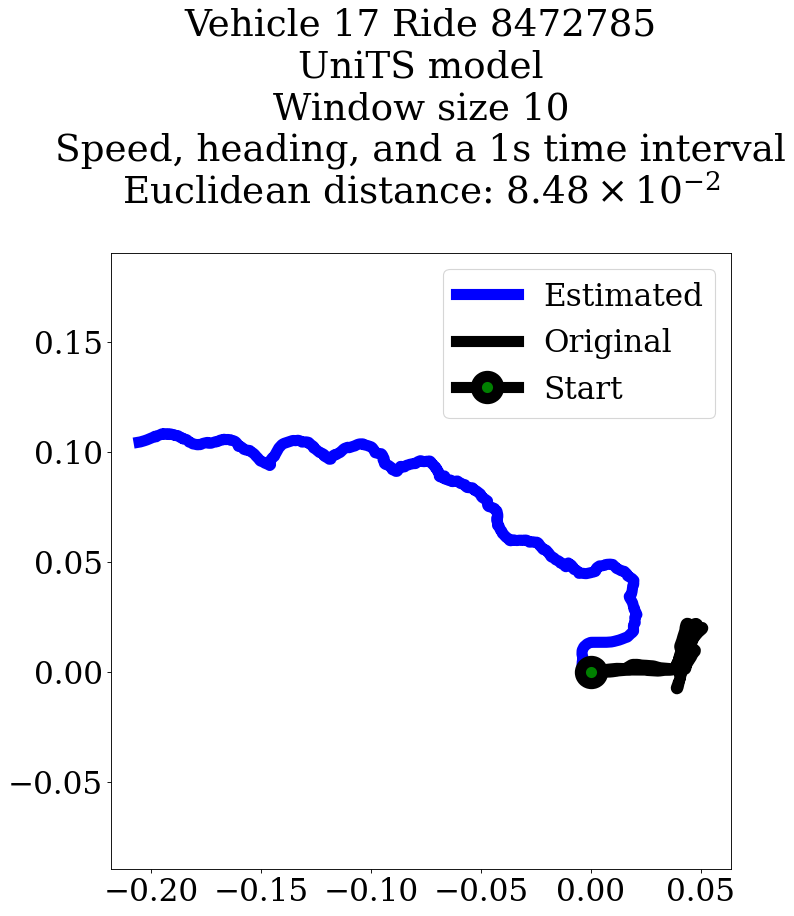 Vehicle 17 Ride 8472785
UniTS model
Window size 10
Speed, heading, and a 1s time interval
Euclidean distance: 8.48 × 10⁻²
Estimated
Original
Start
0.15
0.10
0.05
0.00
−0.05
−0.20 −0.15 −0.10 −0.05 0.00 0.05